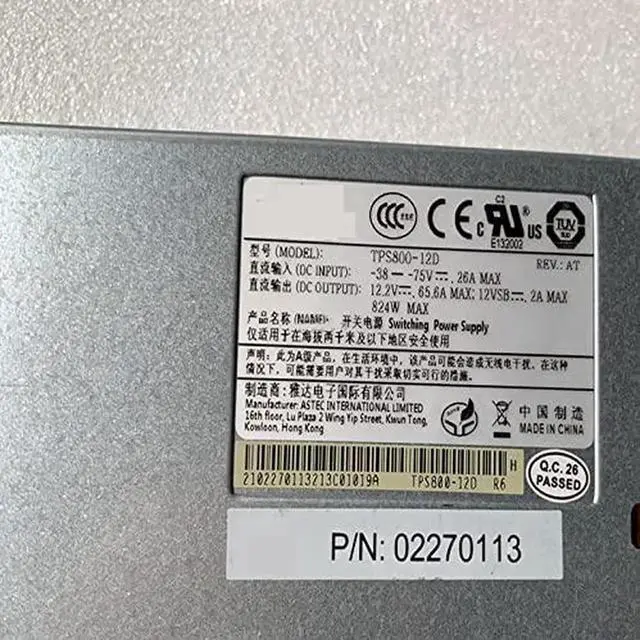 CCC CE c UR® US TUV SUD
C2
E132002
型号 (MODEL): TPS800-12D REV.: AT
直流输入 (DC INPUT): -38 — -75V⎓, 26A MAX
直流输出 (DC OUTPUT): 12.2V⎓, 65.6A MAX; 12VSB⎓, 2A MAX
824W MAX
产品名称 (NAME): 开关电源 Switching Power Supply
仅适用于在海拔两千米及以下地区安全使用
声明: 此为A级产品, 在生活环境中, 该产品可能会造成无线电干扰. 在这种
情况下, 可能需要用户对其干扰采取切实可行的措施.
制造商: 雅达电子国际有限公司
Manufacturer: ASTEC INTERNATIONAL LIMITED
16th floor, Lu Plaza 2 Wing Yip Street, Kwun Tong,
Kowloon, Hong Kong
中国制造
MADE IN CHINA
H
2102270113213C01019A TPS800-12D R6
Q.C. 26
PASSED
P/N: 02270113